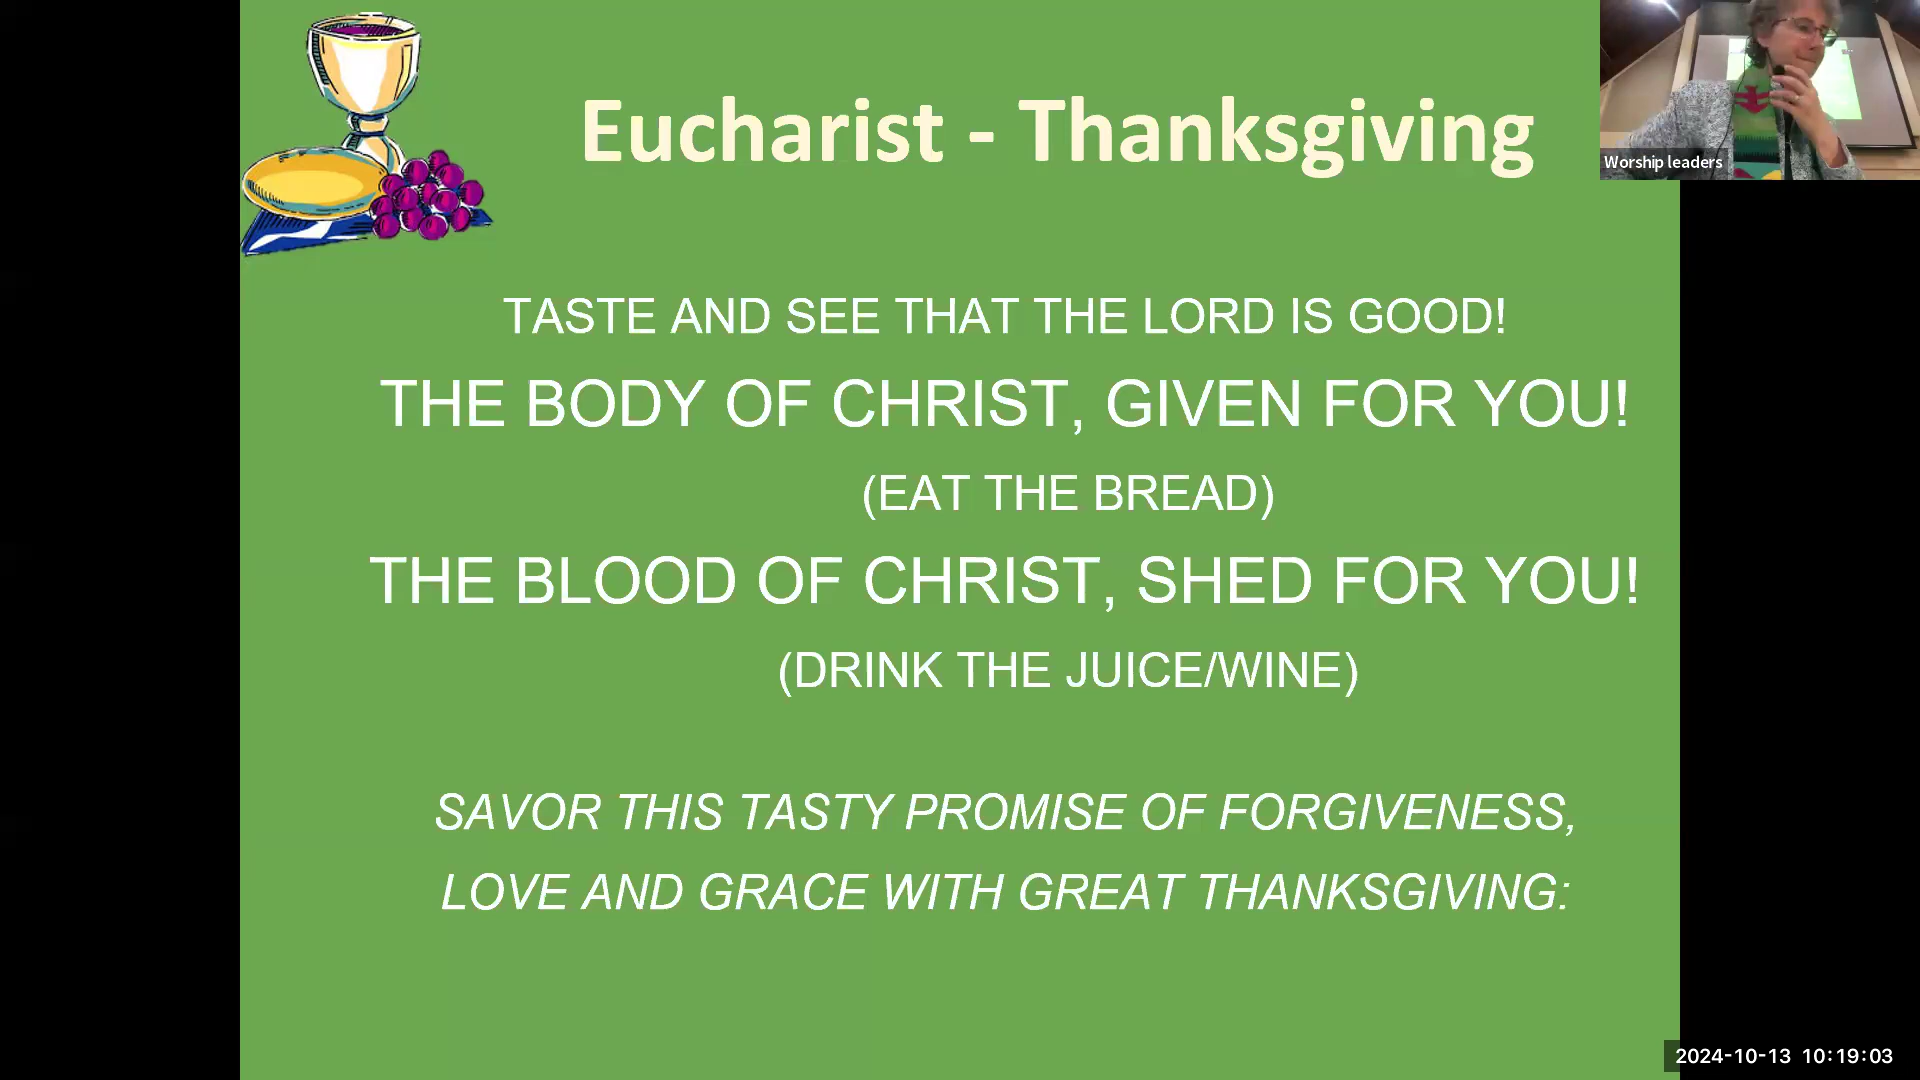 Eucharist - Thanksgiving
Worship leaders
TASTE AND SEE THAT THE LORD IS GOOD!
THE BODY OF CHRIST, GIVEN FOR YOU!
(EAT THE BREAD)
THE BLOOD OF CHRIST, SHED FOR YOU!
(DRINK THE JUICE/WINE)
SAVOR THIS TASTY PROMISE OF FORGIVENESS,
LOVE AND GRACE WITH GREAT THANKSGIVING:
2024-10-13 10:19:03